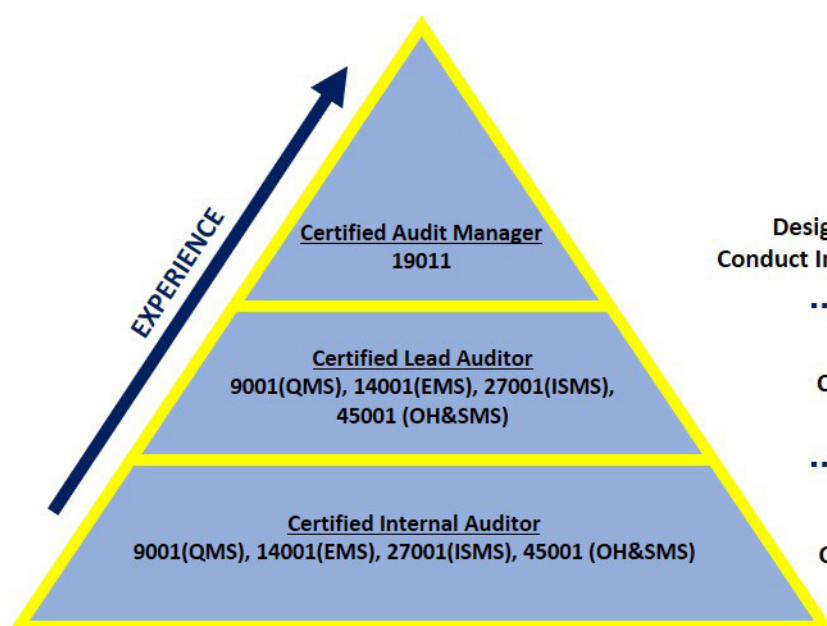 EXPERIENCE
Certified Audit Manager
19011
Conduct
Certified Lead Auditor
9001(QMS), 14001(EMS), 27001(ISMS),
45001 (OH&SMS)
Certified Internal Auditor
9001(QMS), 14001(EMS), 27001(ISMS), 45001 (OH&SMS)